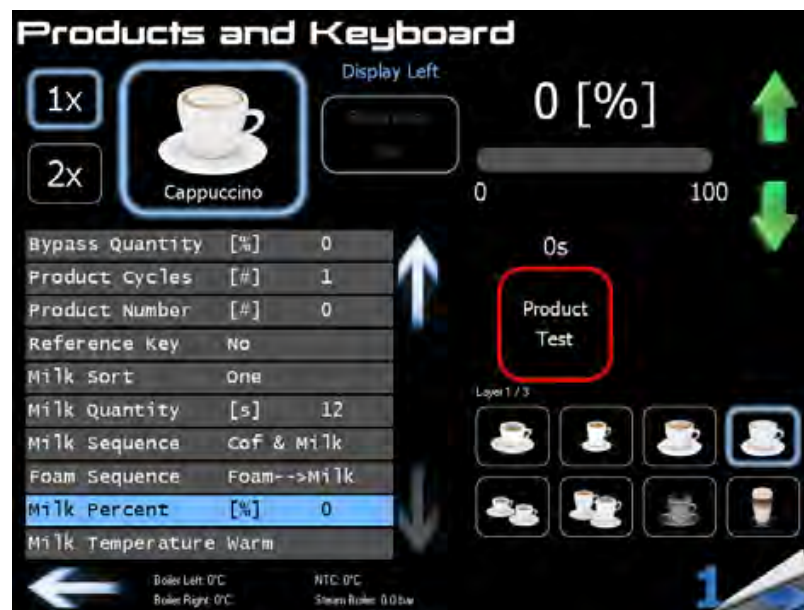 Products and Keyboard
1x
2x
Cappuccino
Display Left
0 [%]
0 100
Bypass Quantity [%] 0
Product Cycles [#] 1
Product Number [#] 0
Reference Key No
Milk Sort One
Milk Quantity [s] 12
Milk Sequence Cof & Milk
Foam Sequence Foam-->Milk
Milk Percent [%] 0
Milk Temperature Warm
0s
Product
Test
Layer 1 / 3
Boiler Left: 0°C NTC: 0°C
Boiler Right: 0°C Steam Boiler: 0.0 bar
1